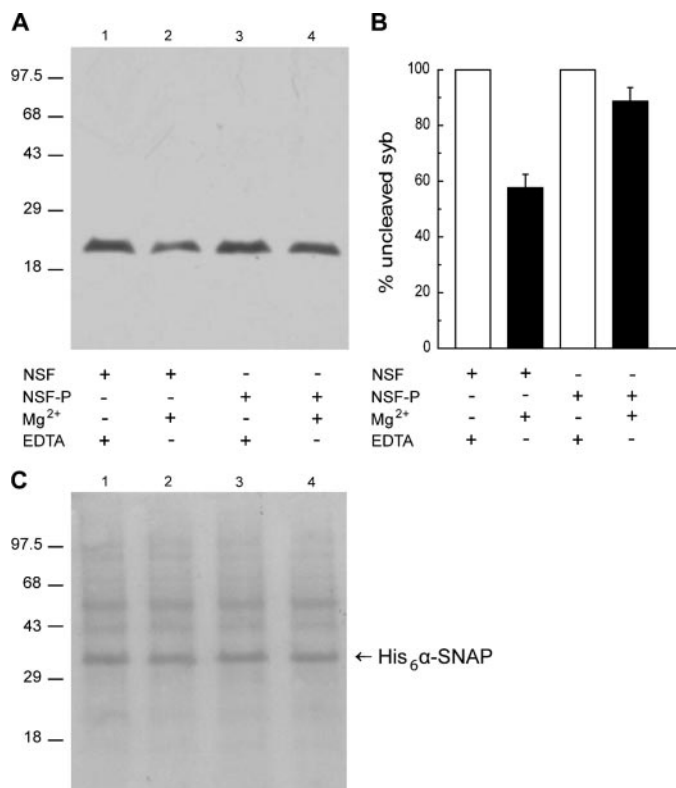 A
1 2 3 4
97.5
68
43
29
18
NSF + + - -
NSF-P - - + +
Mg2+ - + - +
EDTA + - + -
B
% uncleaved syb
100
80
60
40
20
0
NSF + + - -
NSF-P - - + +
Mg2+ - + - +
EDTA + - + -
C
1 2 3 4
97.5
68
43
29
18
← His6α-SNAP